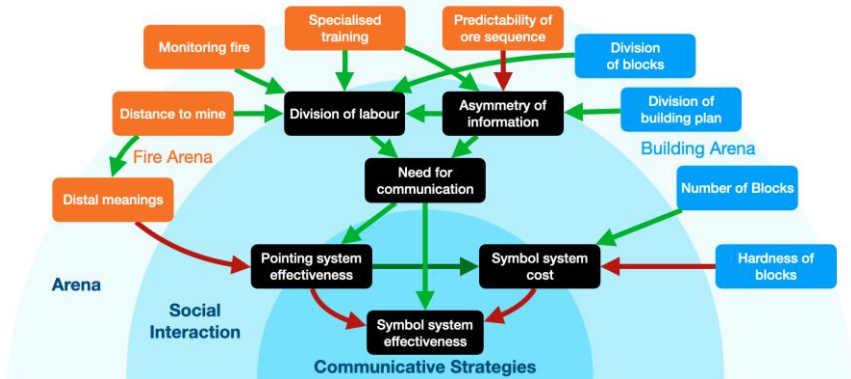 Specialised
training
Predictability of
ore sequence
Monitoring fire
Division
of blocks
Distance to mine
Division of labour
Asymmetry of
information
Division of
building plan
Fire Arena
Building Arena
Need for
communication
Distal meanings
Number of Blocks
Pointing system
effectiveness
Symbol system
cost
Hardness of
blocks
Arena
Social
Interaction
Symbol system
effectiveness
Communicative Strategies